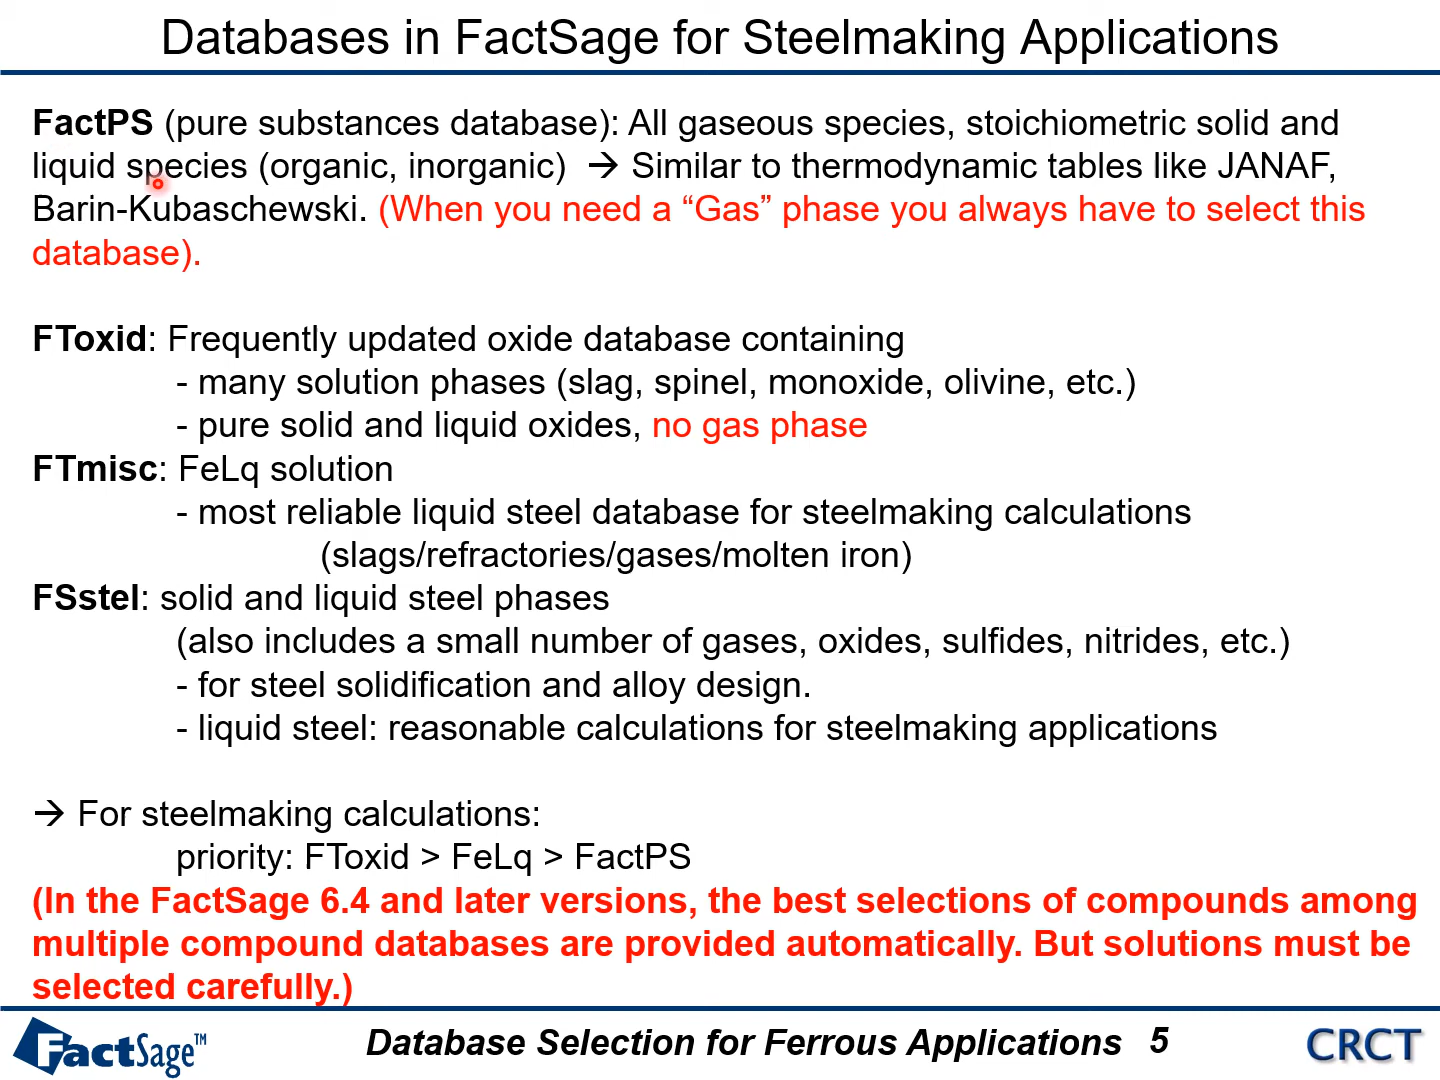 Databases in FactSage for Steelmaking Applications
FactPS (pure substances database): All gaseous species, stoichiometric solid and
liquid species (organic, inorganic) → Similar to thermodynamic tables like JANAF,
Barin-Kubaschewski. (When you need a “Gas” phase you always have to select this
database).
FToxid: Frequently updated oxide database containing
- many solution phases (slag, spinel, monoxide, olivine, etc.)
- pure solid and liquid oxides, no gas phase
FTmisc: FeLq solution
- most reliable liquid steel database for steelmaking calculations
(slags/refractories/gases/molten iron)
FSstel: solid and liquid steel phases
(also includes a small number of gases, oxides, sulfides, nitrides, etc.)
- for steel solidification and alloy design.
- liquid steel: reasonable calculations for steelmaking applications
→ For steelmaking calculations:
priority: FToxid > FeLq > FactPS
(In the FactSage 6.4 and later versions, the best selections of compounds among
multiple compound databases are provided automatically. But solutions must be
selected carefully.)
FactSage™
Database Selection for Ferrous Applications 5
CRCT